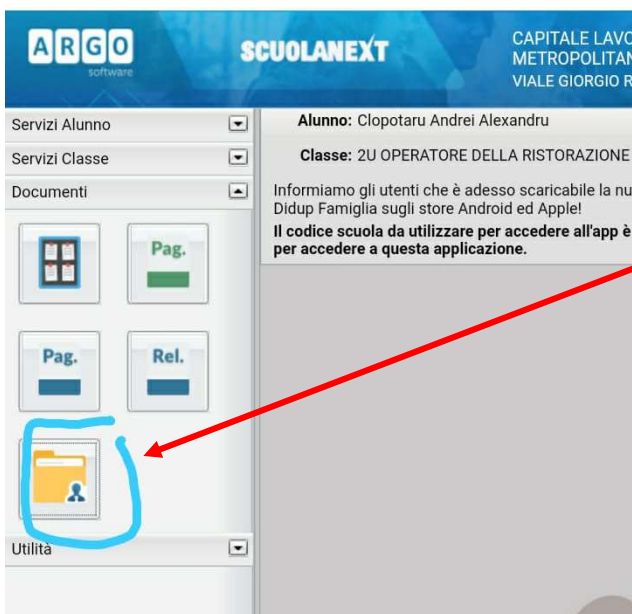 ARGO
software
SCUOLANEXT
CAPITALE LAVO
METROPOLITAN
VIALE GIORGIO R
Servizi Alunno
Servizi Classe
Documenti
Pag.
Pag.
Rel.
Utilità
Alunno: Clopotaru Andrei Alexandru
Classe: 2U OPERATORE DELLA RISTORAZIONE
Informiamo gli utenti che è adesso scaricabile la nu
Didup Famiglia sugli store Android ed Apple!
Il codice scuola da utilizzare per accedere all'app è
per accedere a questa applicazione.